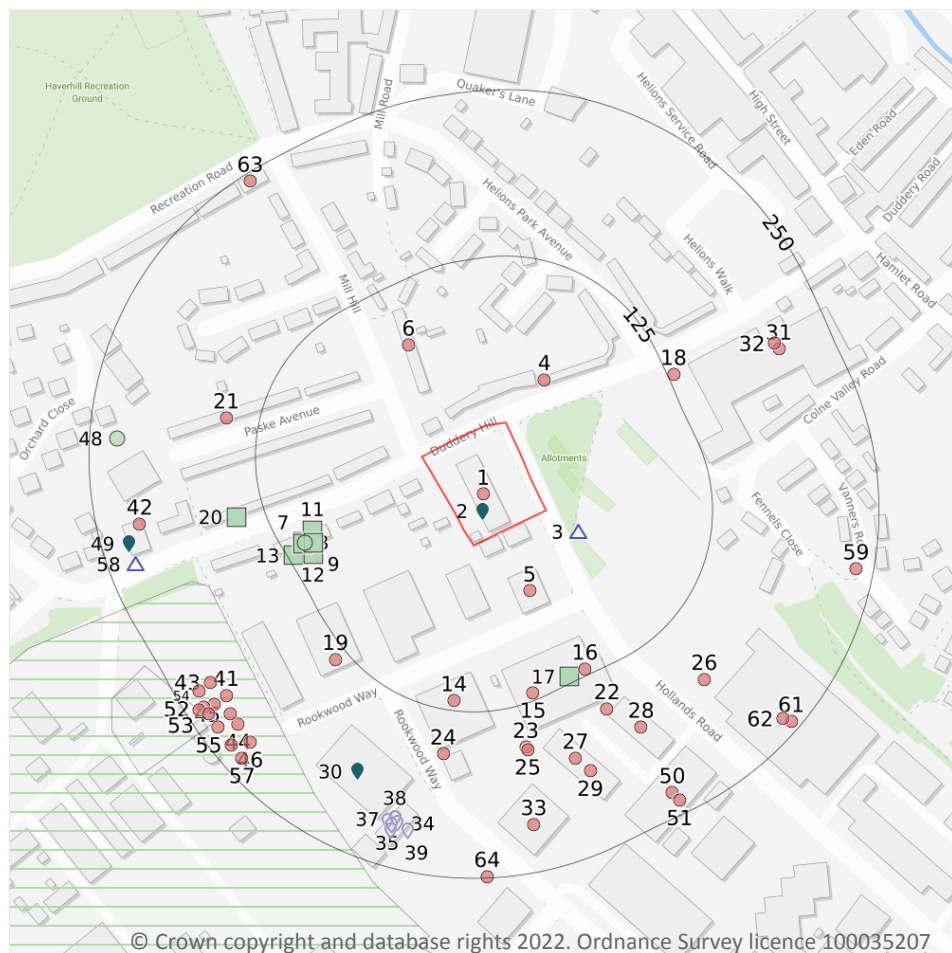 Haverhill Recreation
Ground
Quaker's Lane
Mill Road
Helions Service Road
High Street
Eden Road
Duddery Road
63
Recreation Road
Helions Park Avenue
Helions Walk
250
Hamlet Road
Mill Hill
125
6
32
31
4
18
Colne Valley Road
Orchard Close
21
Paske Avenue
48
Duddery Hill
Allotments
1
2
3
42
20
11
7
8
13
9
12
49
58
Fennels Close
59
5
19
16
26
17
43
41
54
52
53
14
15
22
28
61
62
Rookwood Way
Hollands Road
44
55
46
57
24
23
25
27
29
30
Rookwood Way
50
51
38
37
34
35
39
33
64
© Crown copyright and database rights 2022. Ordnance Survey licence 100035207